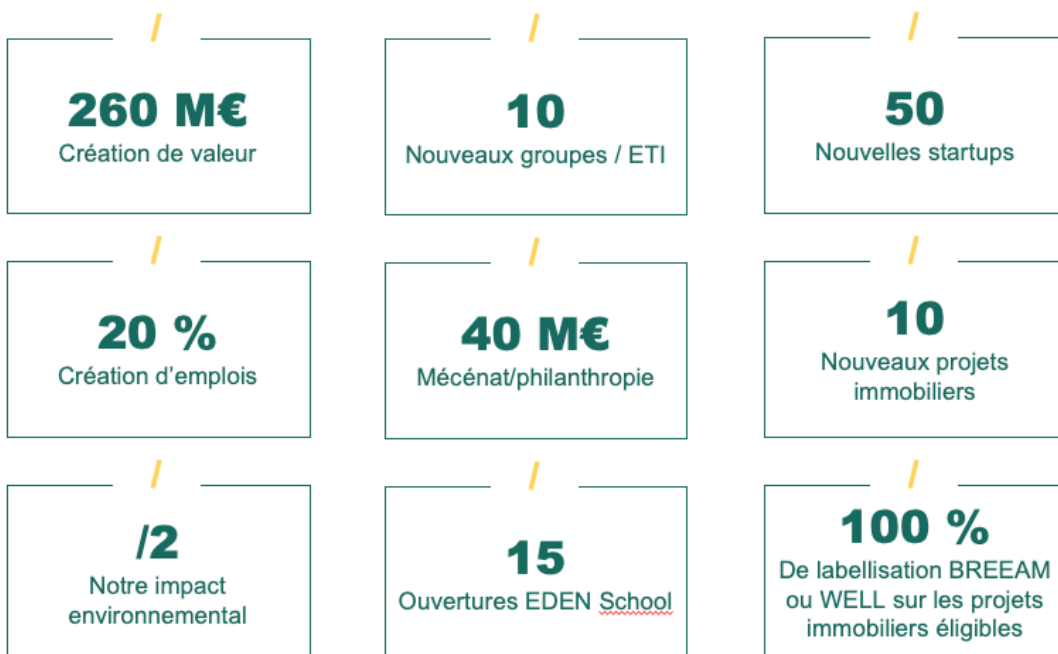 260 M€
Création de valeur
10
Nouveaux groupes / ETI
50
Nouvelles startups
20 %
Création d'emplois
40 M€
Mécénat/philanthropie
10
Nouveaux projets
immobiliers
/2
Notre impact
environnemental
15
Ouvertures EDEN School
100 %
De labellisation BREEAM
ou WELL sur les projets
immobiliers éligibles